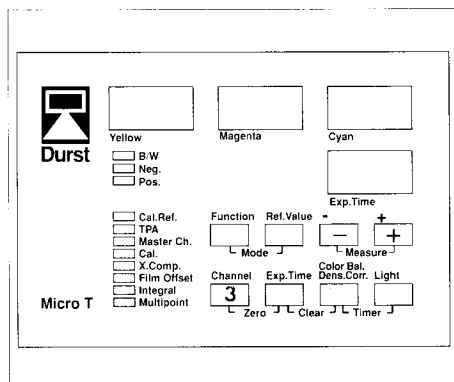 Durst
Yellow Magenta Cyan
B/W
Neg.
Pos.
Exp.Time
Cal.Ref.
TPA
Master Ch.
Cal.
X.Comp.
Film Offset
Integral
Multipoint
Function Ref.Value - +
− +
Mode Measure
Channel Exp.Time Color Bal. Dens.Corr. Light
3
Zero Clear Timer
Micro T